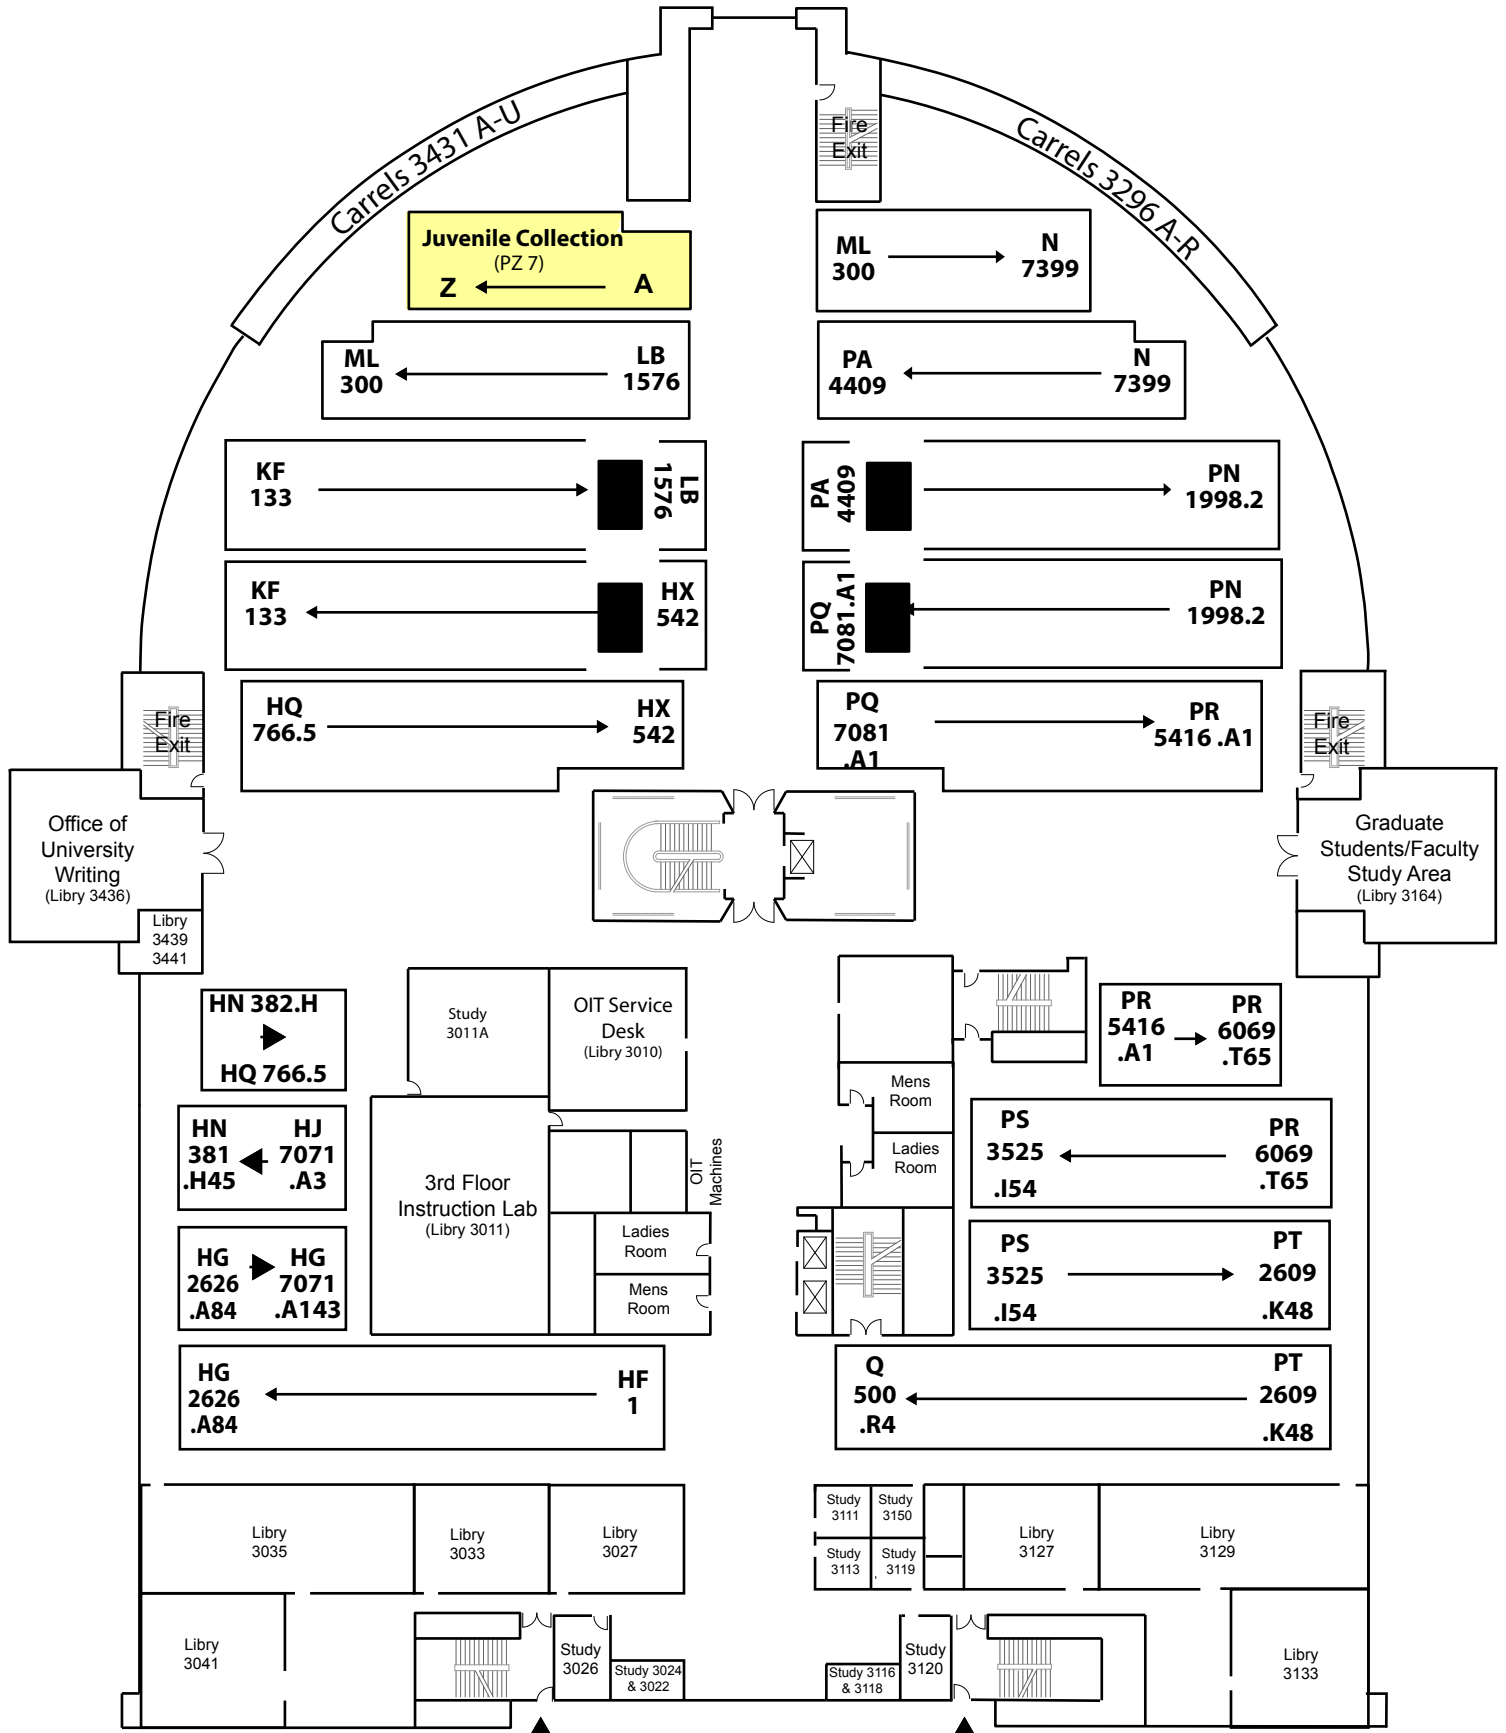 Carrels 3431 A-U
Fire
Exit
Carrels 3296 A-R
Juvenile Collection
(PZ 7)
Z
A
ML
300
N
7399
ML
300
LB
1576
PA
4409
N
7399
KF
133
LB
1576
PA
4409
PN
1998.2
KF
133
HX
542
PQ
7081.A1
PN
1998.2
HQ
766.5
HX
542
PQ
7081
.A1
PR
5416 .A1
Fire
Exit
Fire
Exit
Office of
University
Writing
(Libry 3436)
Libry
3439
3441
Graduate
Students/Faculty
Study Area
(Libry 3164)
HN 382.H
HQ 766.5
Study
3011A
OIT Service
Desk
(Libry 3010)
PR
5416
.A1
PR
6069
.T65
Mens
Room
Ladies
Room
HN
381
.H45
HJ
7071
.A3
3rd Floor
Instruction Lab
(Libry 3011)
OIT
Machines
Ladies
Room
Mens
Room
PS
3525
.I54
PR
6069
.T65
HG
2626
.A84
HG
7071
.A143
PS
3525
.I54
PT
2609
.K48
HG
2626
.A84
HF
1
Q
500
.R4
PT
2609
.K48
Libry
3035
Libry
3033
Libry
3027
Study
3111
Study
3150
Study
3113
Study
3119
Libry
3127
Libry
3129
Libry
3041
Study
3026
Study 3024
& 3022
Study 3116
& 3118
Study
3120
Libry
3133